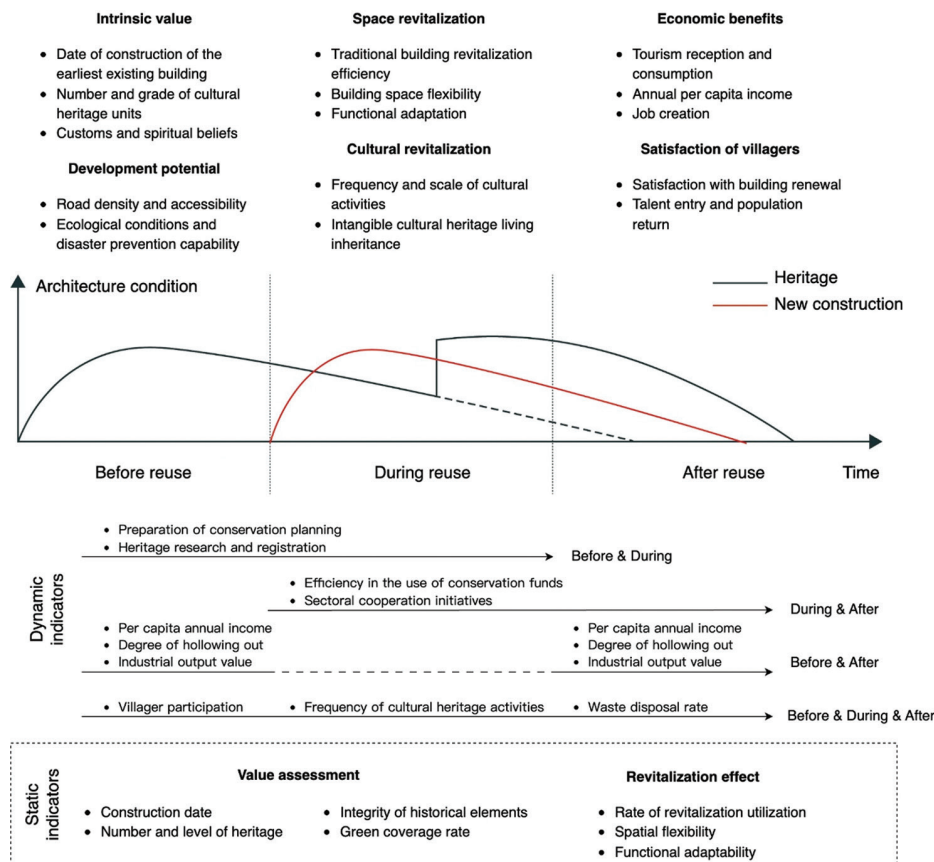 Intrinsic value
• Date of construction of the
earliest existing building
• Number and grade of cultural
heritage units
• Customs and spiritual beliefs
Development potential
• Road density and accessibility
• Ecological conditions and
disaster prevention capability
Space revitalization
• Traditional building revitalization
efficiency
• Building space flexibility
• Functional adaptation
Cultural revitalization
• Frequency and scale of cultural
activities
• Intangible cultural heritage living
inheritance
Economic benefits
• Tourism reception and
consumption
• Annual per capita income
• Job creation
Satisfaction of villagers
• Satisfaction with building renewal
• Talent entry and population
return
Architecture condition
Heritage
New construction
Before reuse
During reuse
After reuse
Time
Dynamic
indicators
• Preparation of conservation planning
• Heritage research and registration
Before & During
• Efficiency in the use of conservation funds
• Sectoral cooperation initiatives
During & After
• Per capita annual income
• Degree of hollowing out
• Industrial output value
• Per capita annual income
• Degree of hollowing out
• Industrial output value
Before & After
• Villager participation
• Frequency of cultural heritage activities
• Waste disposal rate
Before & During & After
Static
indicators
Value assessment
• Construction date
• Number and level of heritage
• Integrity of historical elements
• Green coverage rate
Revitalization effect
• Rate of revitalization utilization
• Spatial flexibility
• Functional adaptability